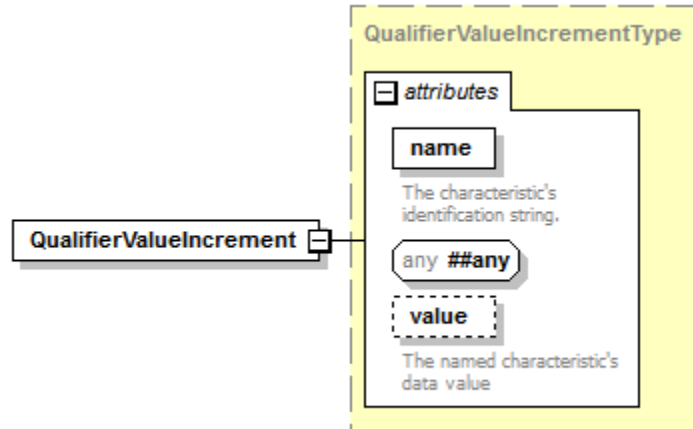 QualifierValueIncrementType
attributes
name
The characteristic's
identification string.
QualifierValueIncrement
any ##any
value
The named characteristic's
data value